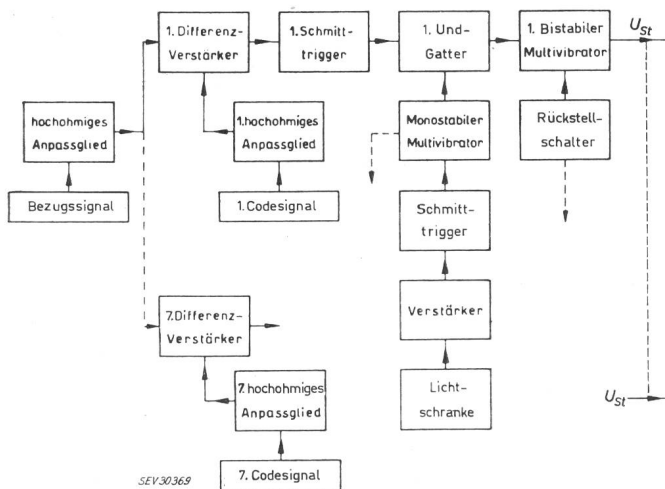 1. Differenz-
Verstärker
1. Schmitt-
trigger
1. Und-
Gatter
1. Bistabiler
Multivibrator
U_St
hochohmiges
Anpassglied
1. hochohmiges
Anpassglied
Monostabiler
Multivibrator
Rückstell-
schalter
Bezugssignal
1. Codesignal
Schmitt-
trigger
7. Differenz-
Verstärker
Verstärker
7. hochohmiges
Anpassglied
Licht-
schranke
U_St
7. Codesignal
SEV30369